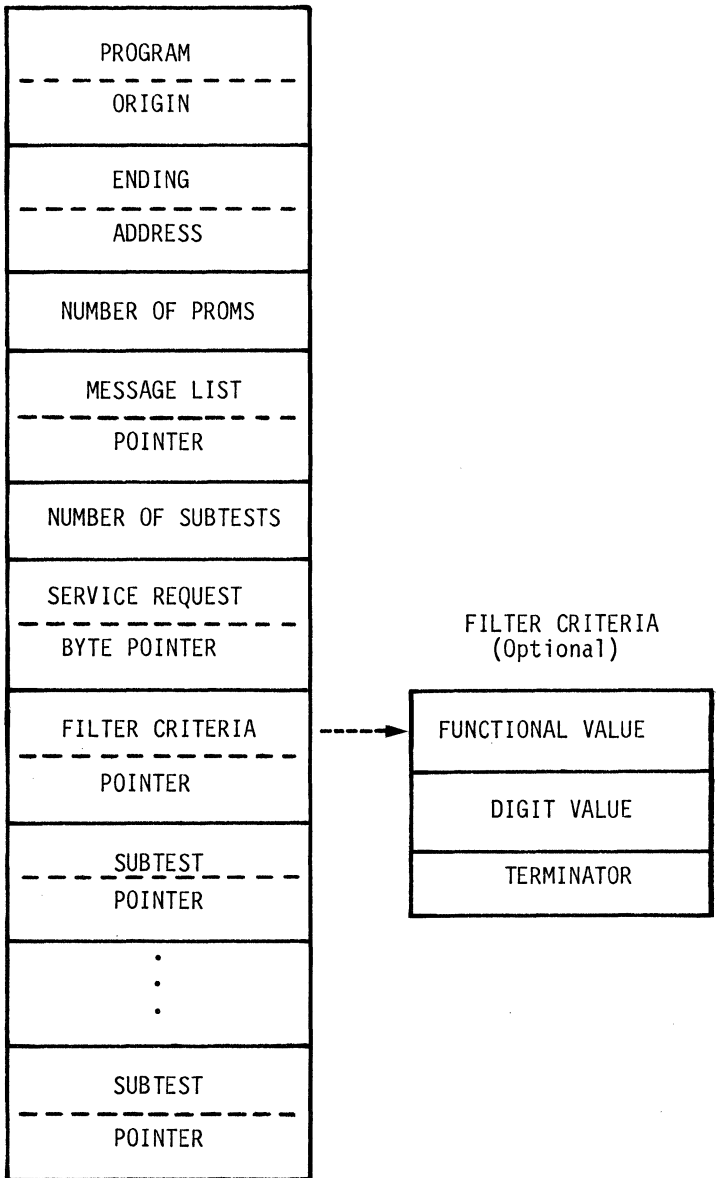 PROGRAM
ORIGIN
ENDING
ADDRESS
NUMBER OF PROMS
MESSAGE LIST
POINTER
NUMBER OF SUBTESTS
SERVICE REQUEST
BYTE POINTER
FILTER CRITERIA
POINTER
SUBTEST
POINTER
.
.
.
SUBTEST
POINTER
FILTER CRITERIA
(Optional)
FUNCTIONAL VALUE
DIGIT VALUE
TERMINATOR